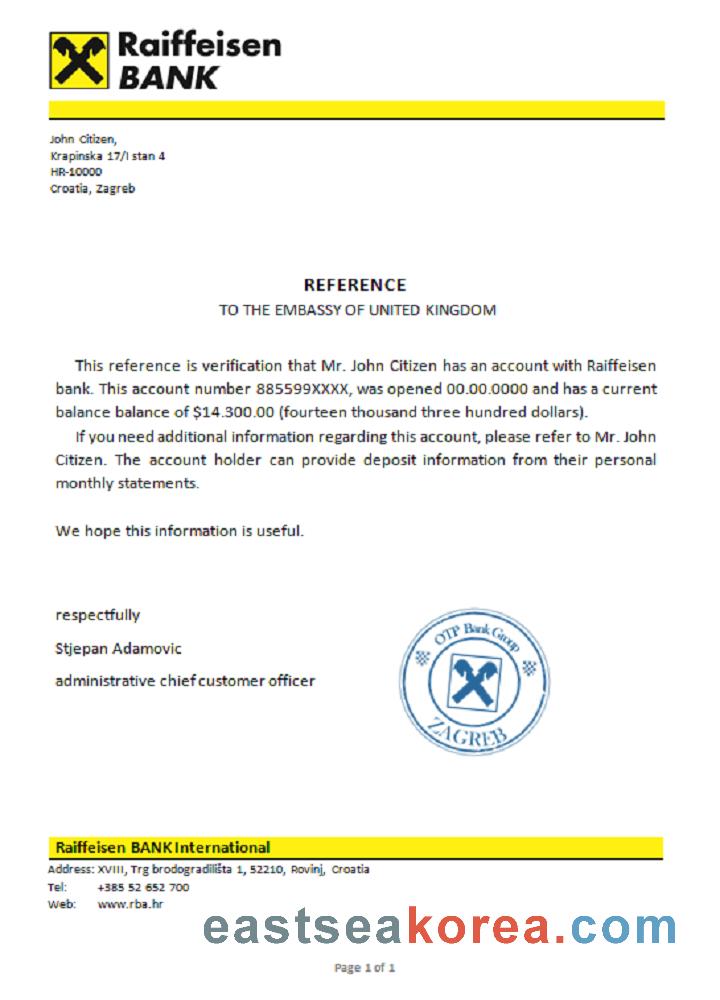 Raiffeisen
BANK
John Citizen,
Krapinska 17/I stan 4
HR-10000
Croatia, Zagreb
REFERENCE
TO THE EMBASSY OF UNITED KINGDOM
This reference is verification that Mr. John Citizen has an account with Raiffeisen
bank. This account number 885599XXXX, was opened 00.00.0000 and has a current
balance balance of $14.300.00 (fourteen thousand three hundred dollars).
If you need additional information regarding this account, please refer to Mr. John
Citizen. The account holder can provide deposit information from their personal
monthly statements.
We hope this information is useful.
respectfully
Stjepan Adamovic
administrative chief customer officer
OTP Bank Group
ZAGREB
Raiffeisen BANK International
Address: XVIII, Trg brodogradilišta 1, 52210, Rovinj, Croatia
Tel: +385 52 652 700
Web: www.rba.hr
eastseakorea.com
Page 1 of 1